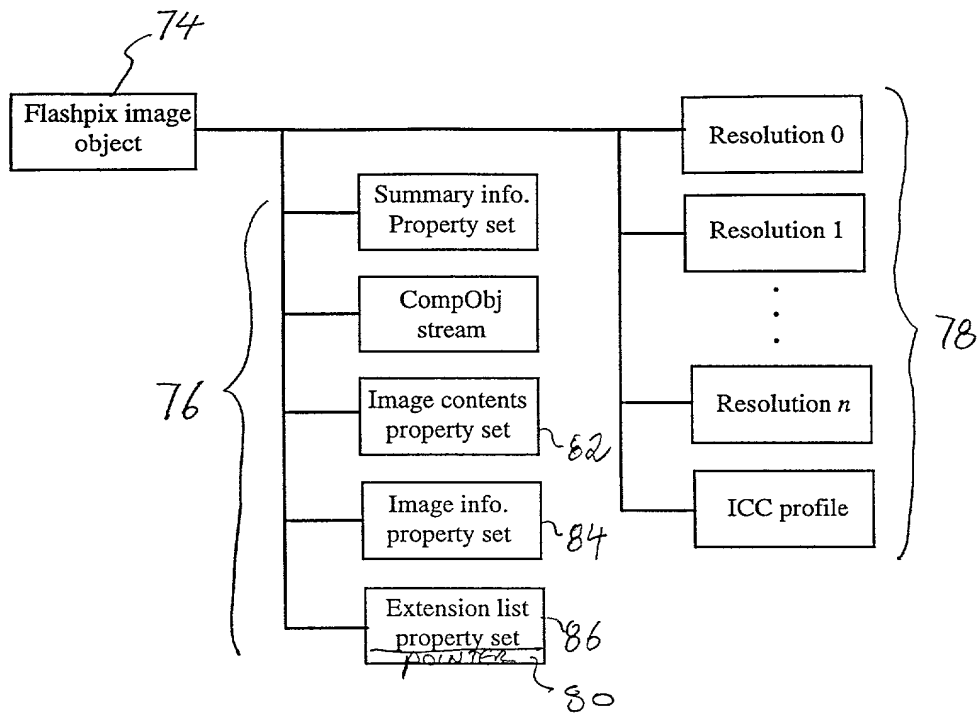 74
Flashpix image
object
Summary info.
Property set
CompObj
stream
76
Image contents
property set
82
Image info.
property set
84
Extension list
property set
86
POINTER
80
Resolution 0
Resolution 1
78
Resolution n
ICC profile